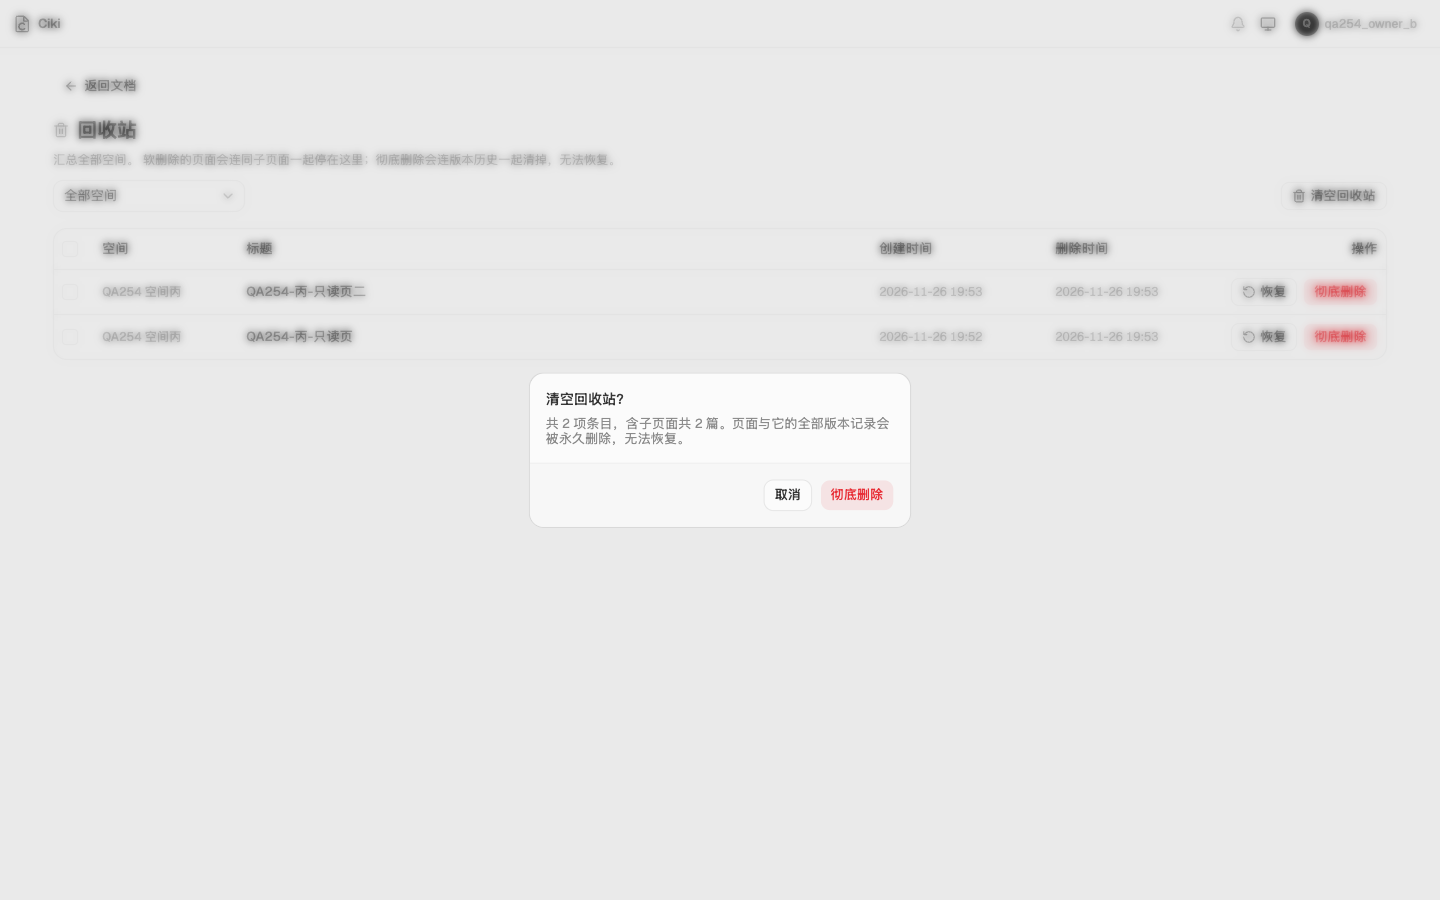 Ciki
Q
qa254_owner_b
返回文档
回收站
汇总全部空间。 软删除的页面会连同子页面一起停在这里；彻底删除会连版本历史一起清掉，无法恢复。
全部空间
清空回收站
空间 标题 创建时间 删除时间 操作
QA254 空间丙 QA254-丙-只读页二 2026-11-26 19:53 2026-11-26 19:53 恢复 彻底删除
QA254 空间丙 QA254-丙-只读页 2026-11-26 19:52 2026-11-26 19:53 恢复 彻底删除
清空回收站？
共 2 项条目，含子页面共 2 篇。页面与它的全部版本记录会
被永久删除，无法恢复。
取消 彻底删除